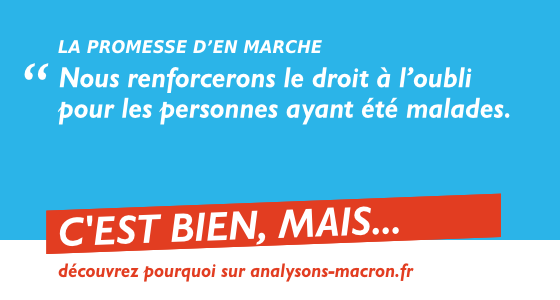 LA PROMESSE D’EN MARCHE
“ Nous renforcerons le droit à l’oubli
pour les personnes ayant été malades.
C'EST BIEN, MAIS...
découvrez pourquoi sur analysons-macron.fr